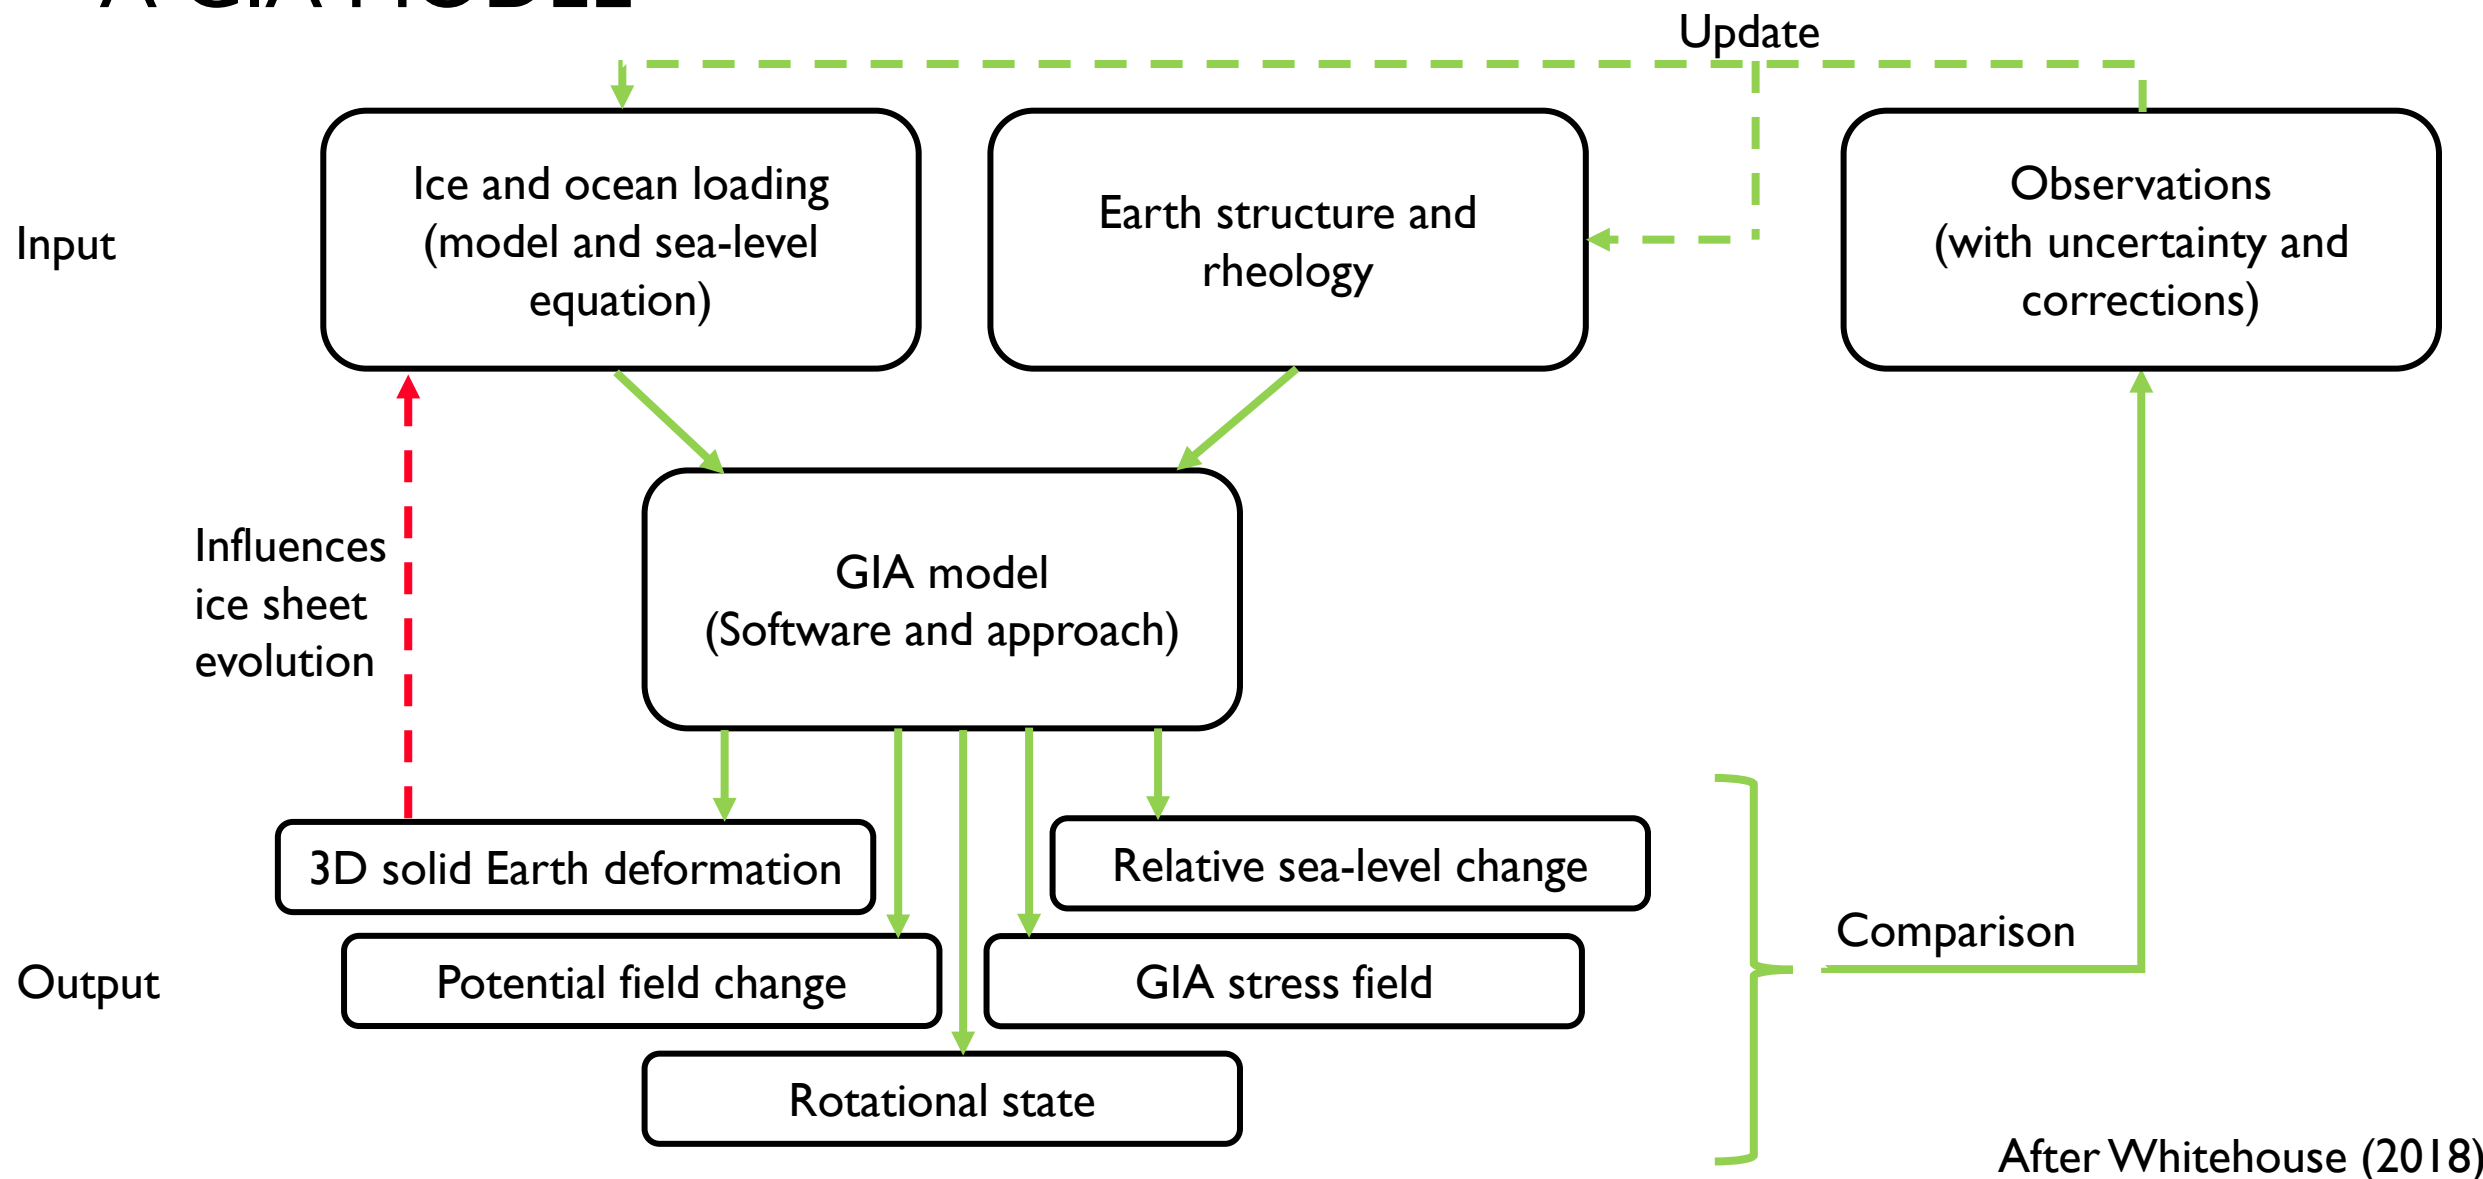 A GIA MODEL
Update
Input
Ice and ocean loading
(model and sea-level
equation)
Earth structure and
rheology
Observations
(with uncertainty and
corrections)
Influences
ice sheet
evolution
GIA model
(Software and approach)
3D solid Earth deformation
Relative sea-level change
Comparison
Output
Potential field change
GIA stress field
Rotational state
After Whitehouse (2018)